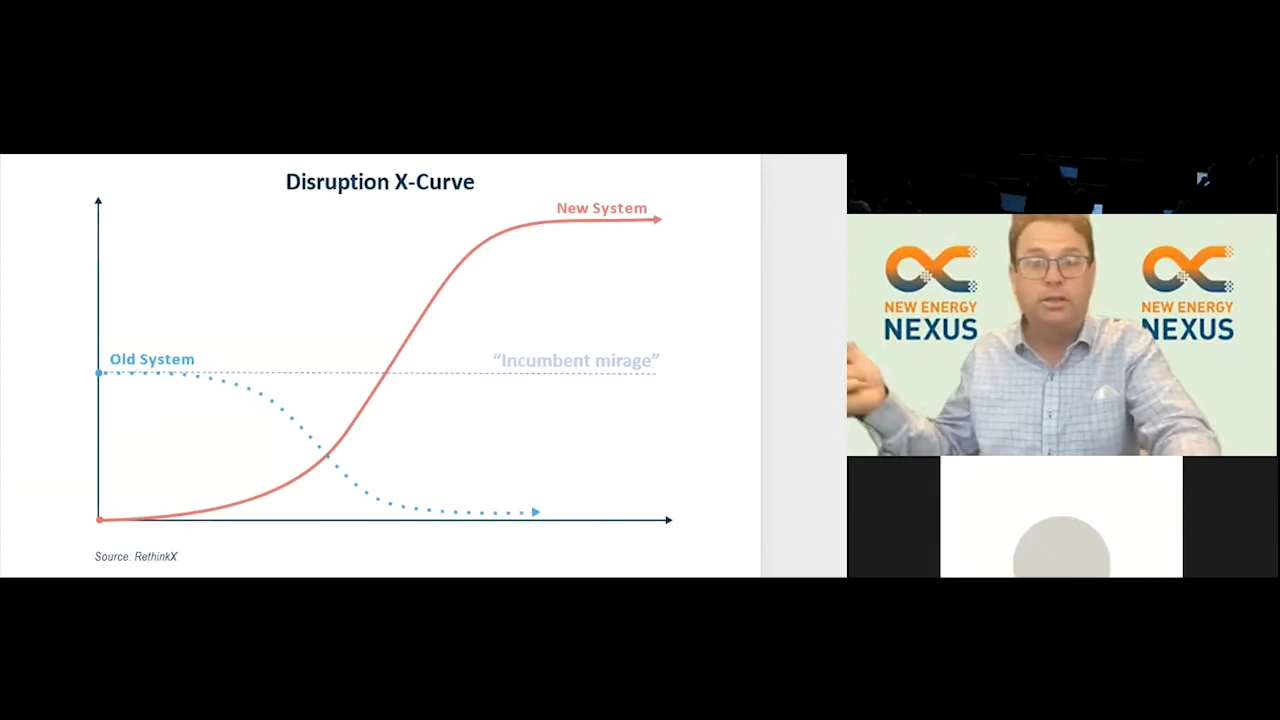 Disruption X-Curve
New System
Old System
“Incumbent mirage”
Source: RethinkX
NEW ENERGY
NEXUS
NEW ENERGY
NEXUS